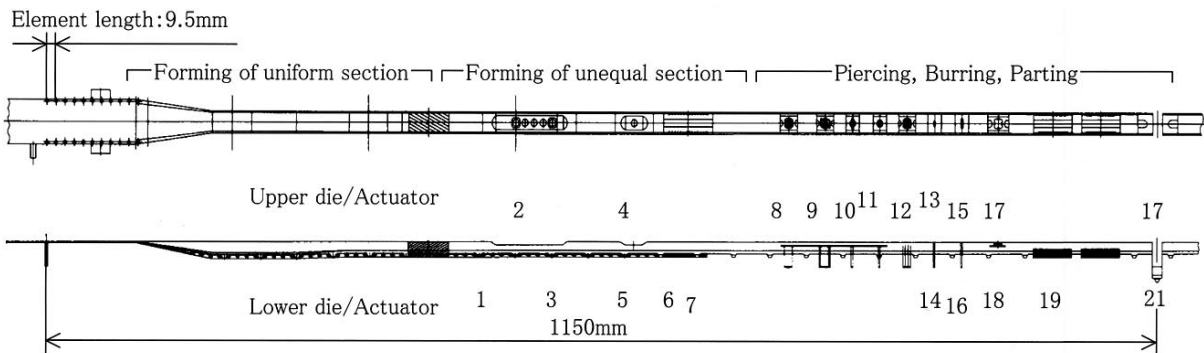 Element length:9.5mm
Forming of uniform section
Forming of unequal section
Piercing, Burring, Parting
Upper die/Actuator
2 4 8 9 10 11 12 13 15 17 17
Lower die/Actuator
1 3 5 6 7 14 16 18 19 21
1150mm